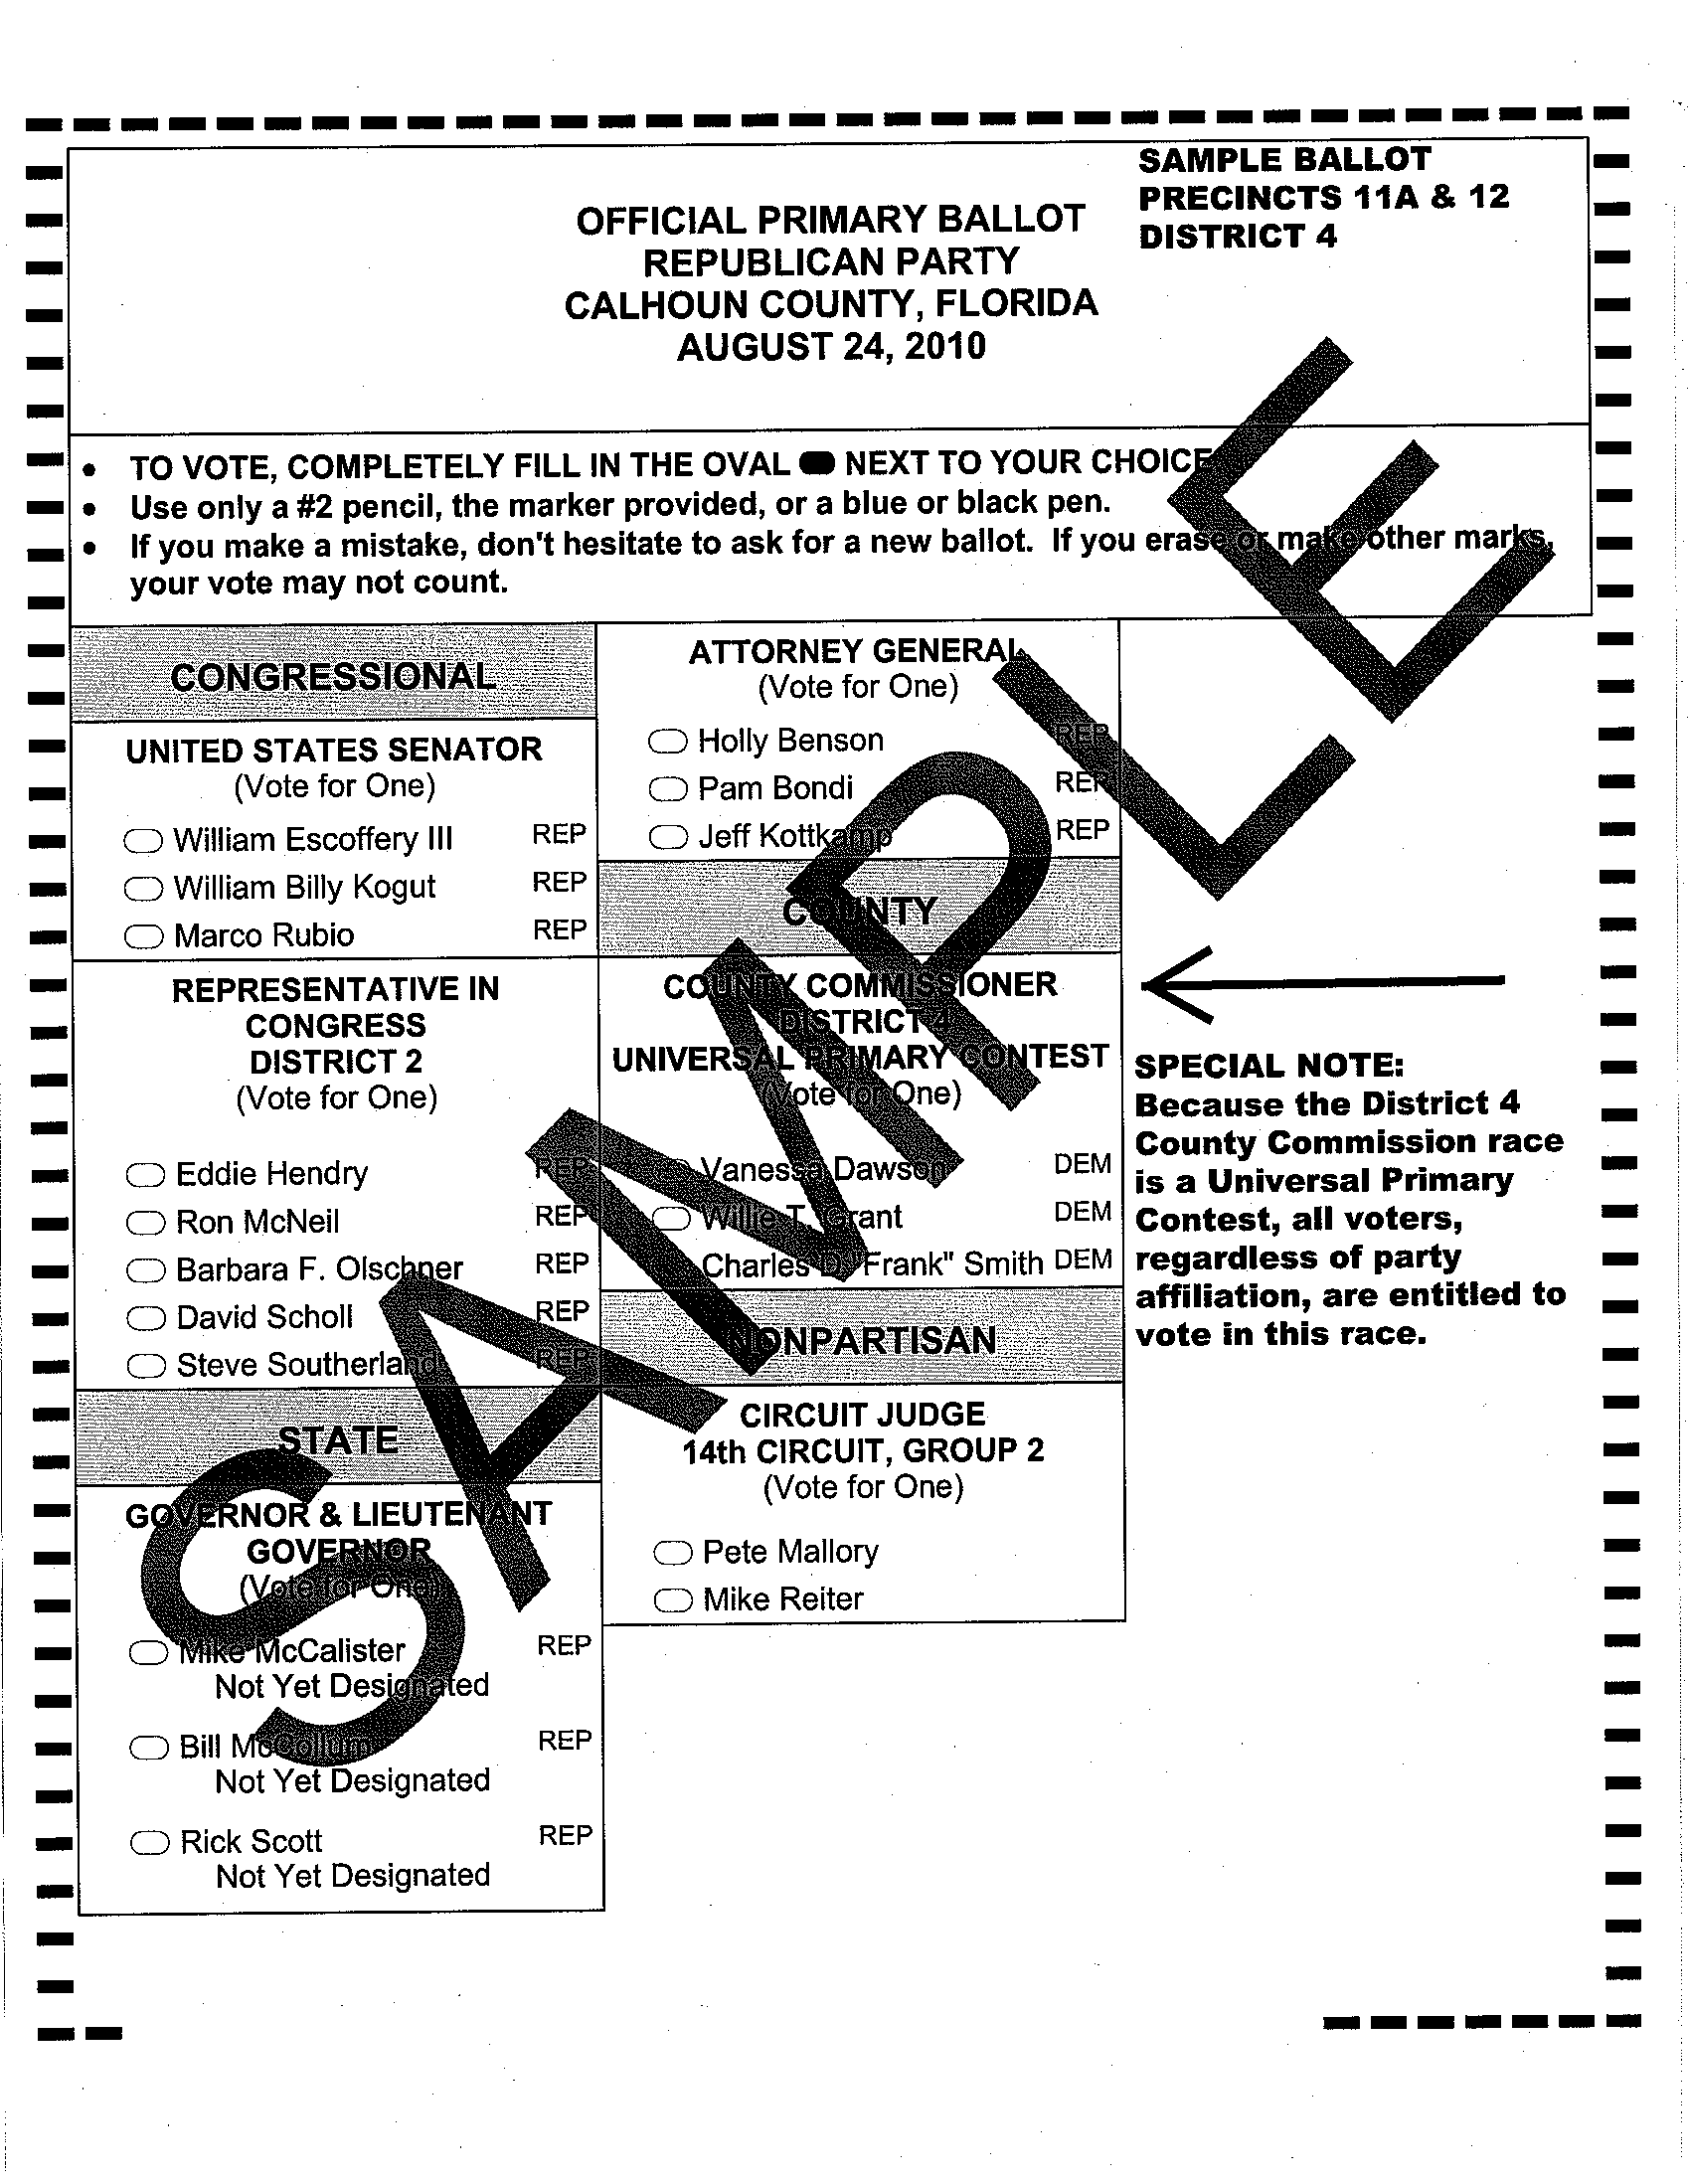 SAMPLE BALLOT
PRECINCTS 11A & 12
DISTRICT 4
OFFICIAL PRIMARY BALLOT
REPUBLICAN PARTY
CALHOUN COUNTY, FLORIDA
AUGUST 24, 2010
• TO VOTE, COMPLETELY FILL IN THE OVAL NEXT TO YOUR CHOICE
• Use only a #2 pencil, the marker provided, or a blue or black pen.
• If you make a mistake, don't hesitate to ask for a new ballot. If you erase or make other marks,
your vote may not count.
CONGRESSIONAL
UNITED STATES SENATOR
(Vote for One)
William Escoffery III REP
William Billy Kogut REP
Marco Rubio REP
REPRESENTATIVE IN
CONGRESS
DISTRICT 2
(Vote for One)
Eddie Hendry REP
Ron McNeil REP
Barbara F. Olschner REP
David Scholl REP
Steve Southerland REP
STATE
GOVERNOR & LIEUTENANT
GOVERNOR
(Vote for One)
Mike McCalister REP
Not Yet Designated
Bill McCollum REP
Not Yet Designated
Rick Scott REP
Not Yet Designated
ATTORNEY GENERAL
(Vote for One)
Holly Benson REP
Pam Bondi REP
Jeff Kottkamp REP
COUNTY
COUNTY COMMISSIONER
DISTRICT 4
UNIVERSAL PRIMARY CONTEST
(Vote for One)
Vanessa Dawson DEM
Willie T. Grant DEM
Charles D. "Frank" Smith DEM
NONPARTISAN
CIRCUIT JUDGE
14th CIRCUIT, GROUP 2
(Vote for One)
Pete Mallory
Mike Reiter
SPECIAL NOTE:
Because the District 4
County Commission race
is a Universal Primary
Contest, all voters,
regardless of party
affiliation, are entitled to
vote in this race.
SAMPLE